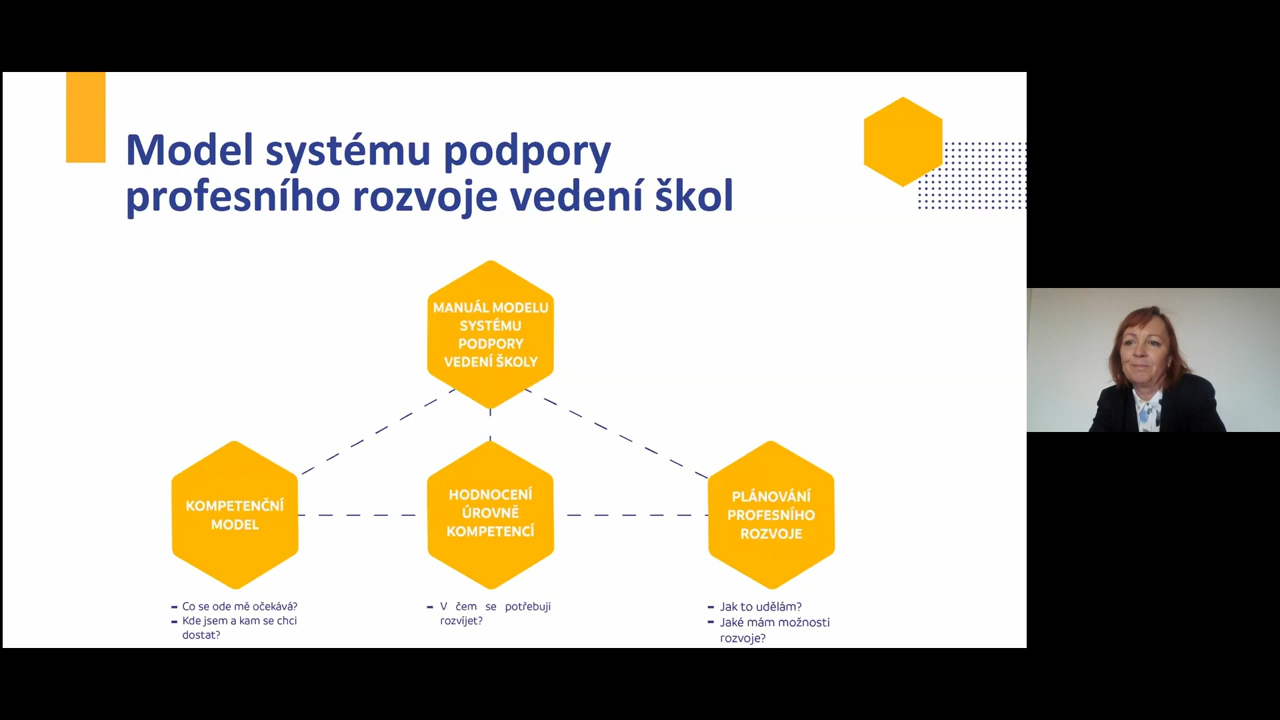 Model systému podpory
profesního rozvoje vedení škol
MANUÁL MODELU
SYSTÉMU
PODPORY
VEDENÍ ŠKOLY
KOMPETENČNÍ
MODEL
HODNOCENÍ
ÚROVNĚ
KOMPETENCÍ
PLÁNOVÁNÍ
PROFESNÍHO
ROZVOJE
– Co se ode mě očekává?
– Kde jsem a kam se chci
dostat?
– V čem se potřebuji
rozvíjet?
– Jak to udělám?
– Jaké mám možnosti
rozvoje?